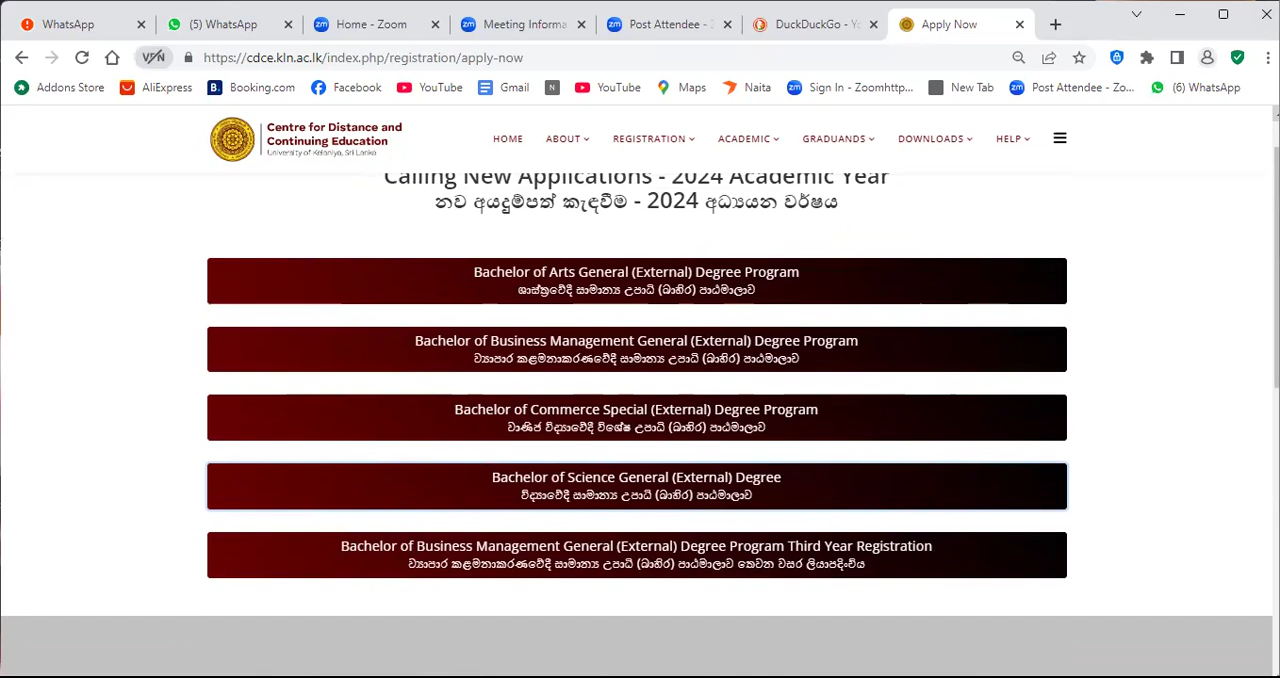 WhatsApp
(5) WhatsApp
Home - Zoom
Meeting Informa
Post Attendee -
DuckDuckGo - Yo
Apply Now
VPN
https://cdce.kln.ac.lk/index.php/registration/apply-now
Addons Store
AliExpress
B.
Booking.com
Facebook
YouTube
Gmail
N
YouTube
Maps
Naita
Sign In - Zoomhttp...
New Tab
Post Attendee - Zo...
(6) WhatsApp
Centre for Distance and
Continuing Education
University of Kelaniya, Sri Lanka
HOME
ABOUT
REGISTRATION
ACADEMIC
GRADUANDS
DOWNLOADS
HELP
Calling New Applications - 2024 Academic Year
නව අයදුම්පත් කැඳවීම - 2024 අධ්‍යයන වර්ෂය
Bachelor of Arts General (External) Degree Program
ශාස්ත්‍රවේදී සාමාන්‍ය උපාධි (බාහිර) පාඨමාලාව
Bachelor of Business Management General (External) Degree Program
ව්‍යාපාර කළමනාකරණවේදී සාමාන්‍ය උපාධි (බාහිර) පාඨමාලාව
Bachelor of Commerce Special (External) Degree Program
වාණිජ විද්‍යාවේදී විශේෂ උපාධි (බාහිර) පාඨමාලාව
Bachelor of Science General (External) Degree
විද්‍යාවේදී සාමාන්‍ය උපාධි (බාහිර) පාඨමාලාව
Bachelor of Business Management General (External) Degree Program Third Year Registration
ව්‍යාපාර කළමනාකරණවේදී සාමාන්‍ය උපාධි (බාහිර) පාඨමාලාව තෙවන වසර ලියාපදිංචිය